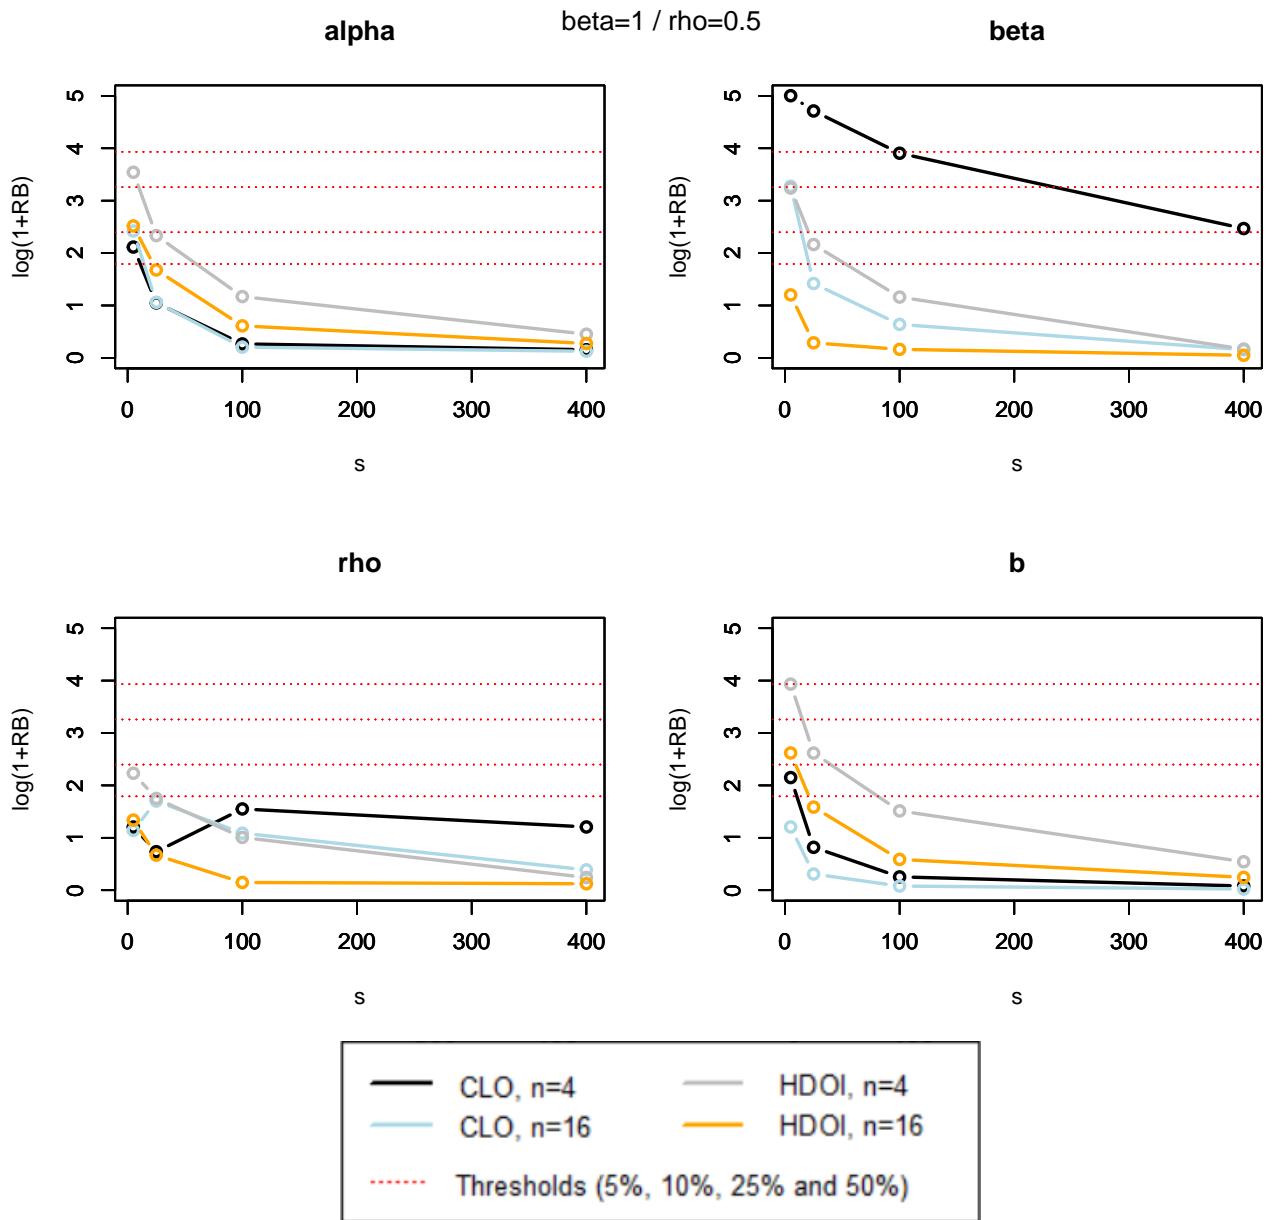 beta=1 / rho=0.5
alpha
log(1+RB)
5
4
3
2
1
0
0 100 200 300 400
s
beta
log(1+RB)
5
4
3
2
1
0
0 100 200 300 400
s
rho
log(1+RB)
5
4
3
2
1
0
0 100 200 300 400
s
b
log(1+RB)
5
4
3
2
1
0
0 100 200 300 400
s
CLO, n=4 HDOI, n=4
CLO, n=16 HDOI, n=16
Thresholds (5%, 10%, 25% and 50%)